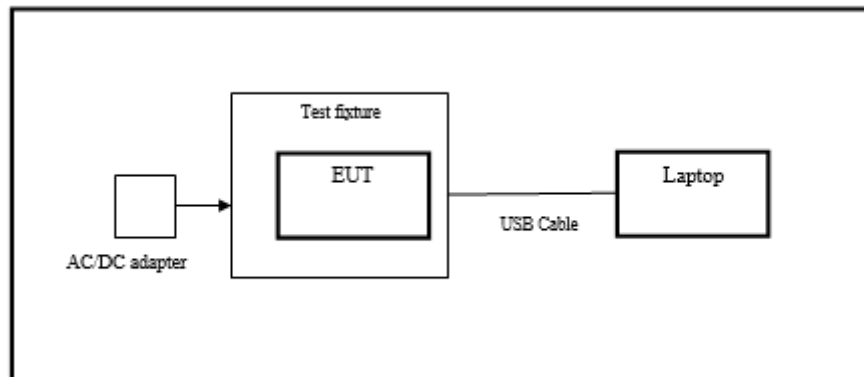 Test fixture
EUT
Laptop
USB Cable
AC/DC adapter